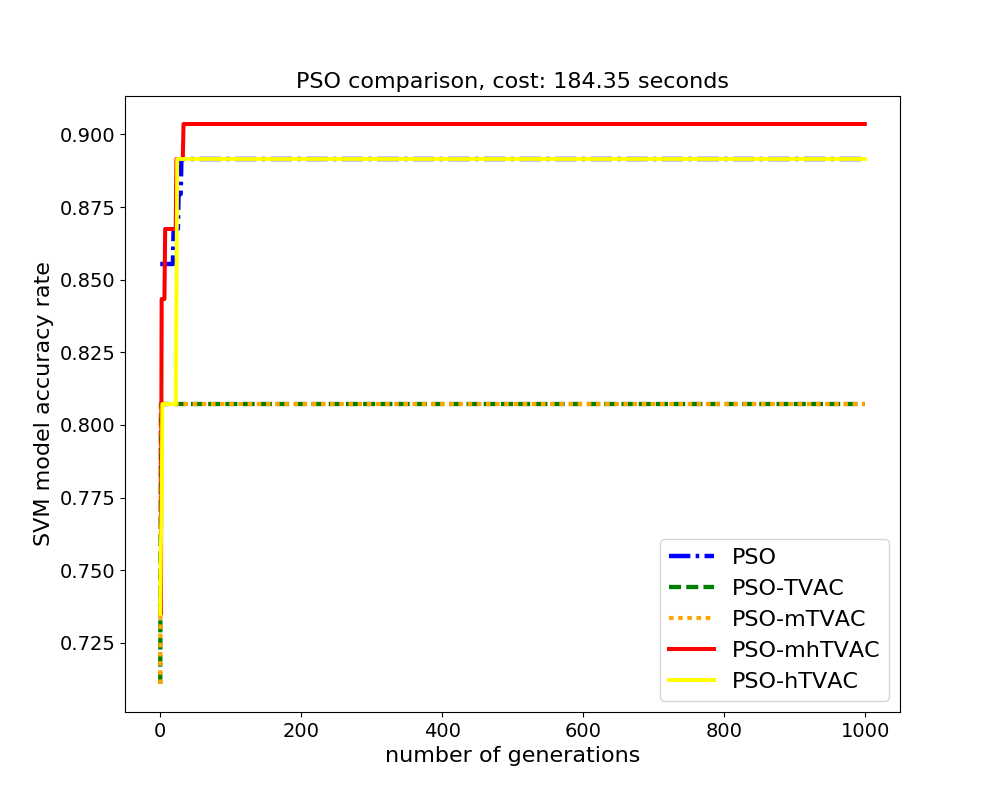 PSO comparison, cost: 184.35 seconds
0.900
0.875
0.850
0.825
0.800
0.775
0.750
0.725
SVM model accuracy rate
PSO
PSO-TVAC
PSO-mTVAC
PSO-mhTVAC
PSO-hTVAC
0 200 400 600 800 1000
number of generations